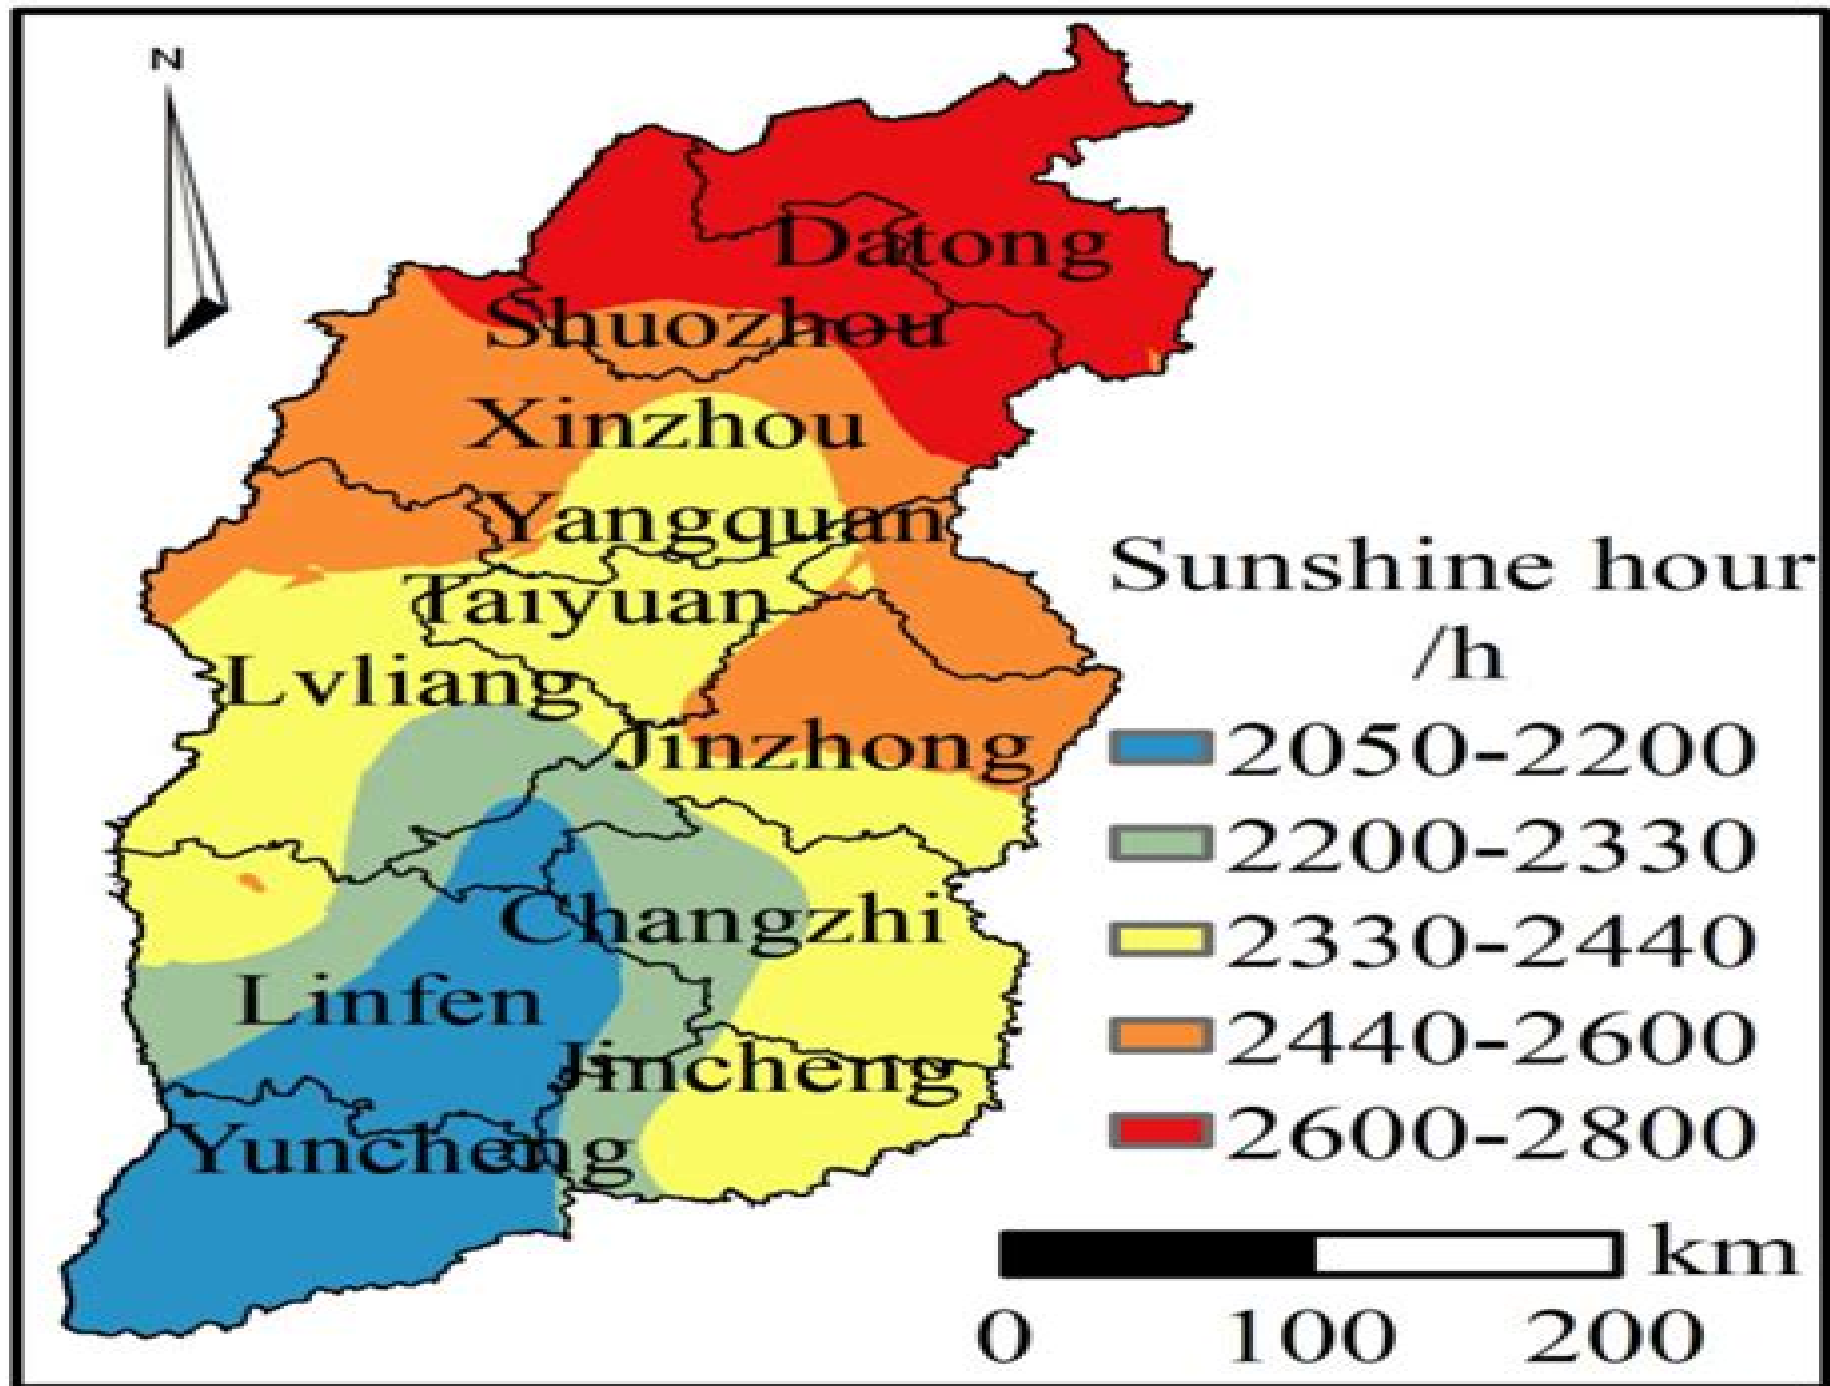 N
Datong
Shuozhou
Xinzhou
Yangquan
Taiyuan
Lvliang
Jinzhong
Changzhi
Linfen
Jincheng
Yuncheng
Sunshine hour
/h
2050-2200
2200-2330
2330-2440
2440-2600
2600-2800
km
0 100 200